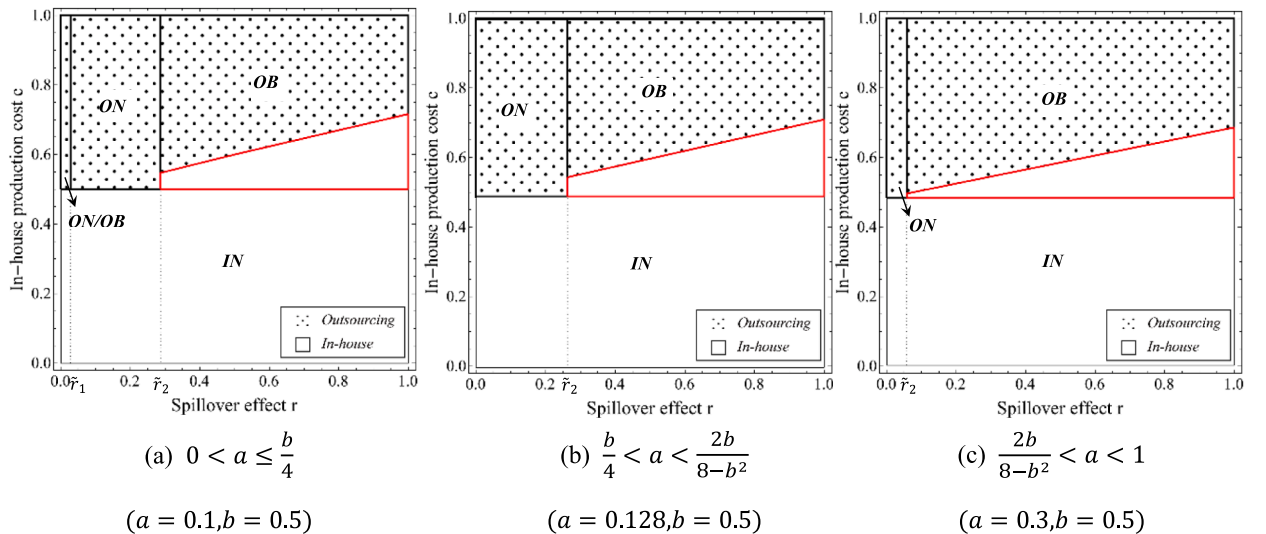 1.0
0.8
0.6
0.4
0.2
0.0
In-house production cost c
ON
OB
ON/OB
IN
Outsourcing
In-house
0.0 r̃₁ 0.2 r̃₂ 0.4 0.6 0.8 1.0
Spillover effect r
(a) 0 < a ≤ b/4
(a = 0.1,b = 0.5)
1.0
0.8
0.6
0.4
0.2
0.0
In-house production cost c
ON
OB
IN
Outsourcing
In-house
0.0 0.2 r̃₂ 0.4 0.6 0.8 1.0
Spillover effect r
(b) b/4 < a < 2b/(8−b²)
(a = 0.128,b = 0.5)
1.0
0.8
0.6
0.4
0.2
0.0
In-house production cost c
OB
ON
IN
Outsourcing
In-house
0.0 r̃₂ 0.2 0.4 0.6 0.8 1.0
Spillover effect r
(c) 2b/(8−b²) < a < 1
(a = 0.3,b = 0.5)